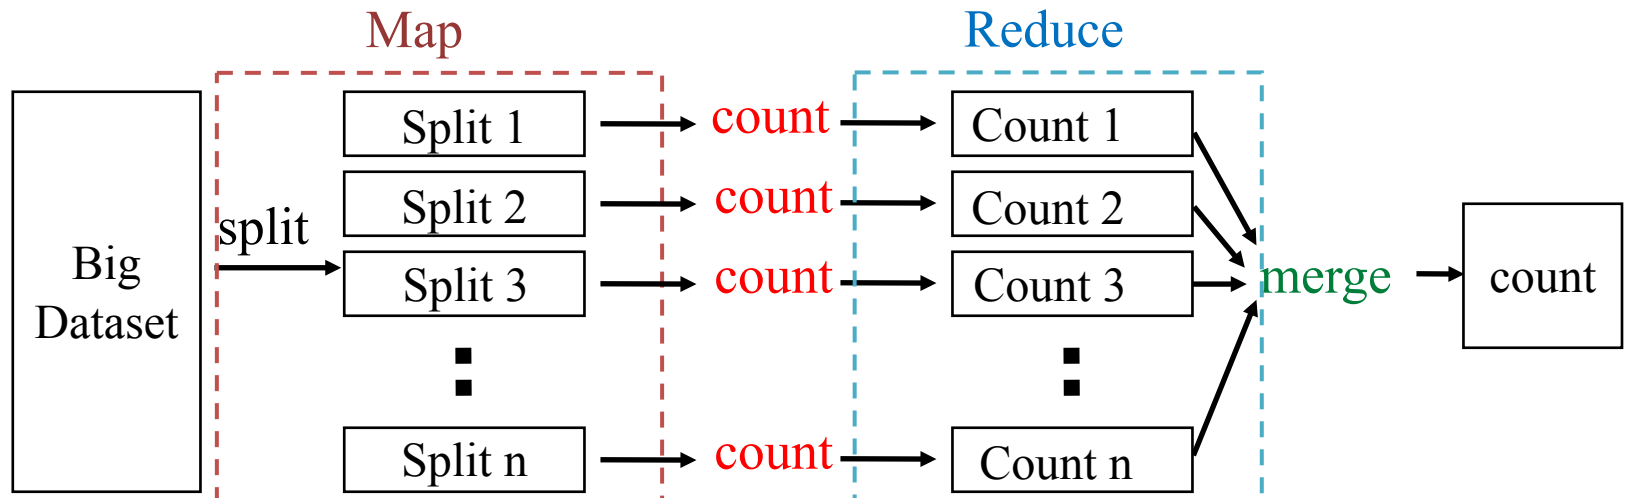 Map
Reduce
Big
Dataset
split
Split 1
count
Count 1
Split 2
count
Count 2
Split 3
count
Count 3
Split n
count
Count n
merge
count